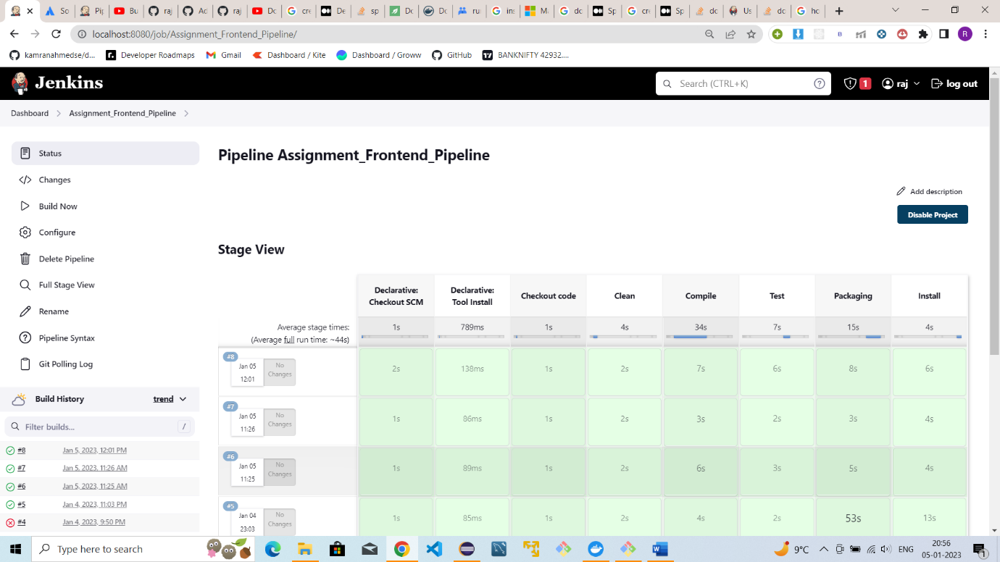 So
Pip
Bu
raj
Ad
raj
Do
cre
De
sp
Do
Do
ru
ins
M
do
Sp
cre
Sp
do
Us
do
ho
localhost:8080/job/Assignment_Frontend_Pipeline/
R
kamranahmedse/d...
Developer Roadmaps
Gmail
Dashboard / Kite
Dashboard / Groww
GitHub
BANKNIFTY 42932....
Jenkins
Search (CTRL+K)
1
raj
log out
Dashboard
Assignment_Frontend_Pipeline
Status
Changes
Build Now
Configure
Delete Pipeline
Full Stage View
Rename
Pipeline Syntax
Git Polling Log
Build History
trend
Filter builds...
/
#8 Jan 5, 2023, 12:01 PM
#7 Jan 5, 2023, 11:26 AM
#6 Jan 5, 2023, 11:25 AM
#5 Jan 4, 2023, 11:03 PM
#4 Jan 4, 2023, 9:50 PM
Pipeline Assignment_Frontend_Pipeline
Add description
Disable Project
Stage View
Declarative:
Checkout SCM
Declarative:
Tool Install
Checkout code
Clean
Compile
Test
Packaging
Install
Average stage times:
(Average full run time: ~44s)
1s 789ms 1s 4s 34s 7s 15s 4s
#8
Jan 05
12:01
No
Changes
2s 138ms 1s 2s 7s 6s 8s 6s
#7
Jan 05
11:26
No
Changes
1s 86ms 1s 2s 3s 2s 3s 4s
#6
Jan 05
11:25
No
Changes
1s 89ms 1s 2s 6s 3s 5s 4s
#5
Jan 04
23:03
No
Changes
1s 85ms 1s 2s 4s 2s 53s 13s
Type here to search
9°C
ENG
20:56
05-01-2023
1